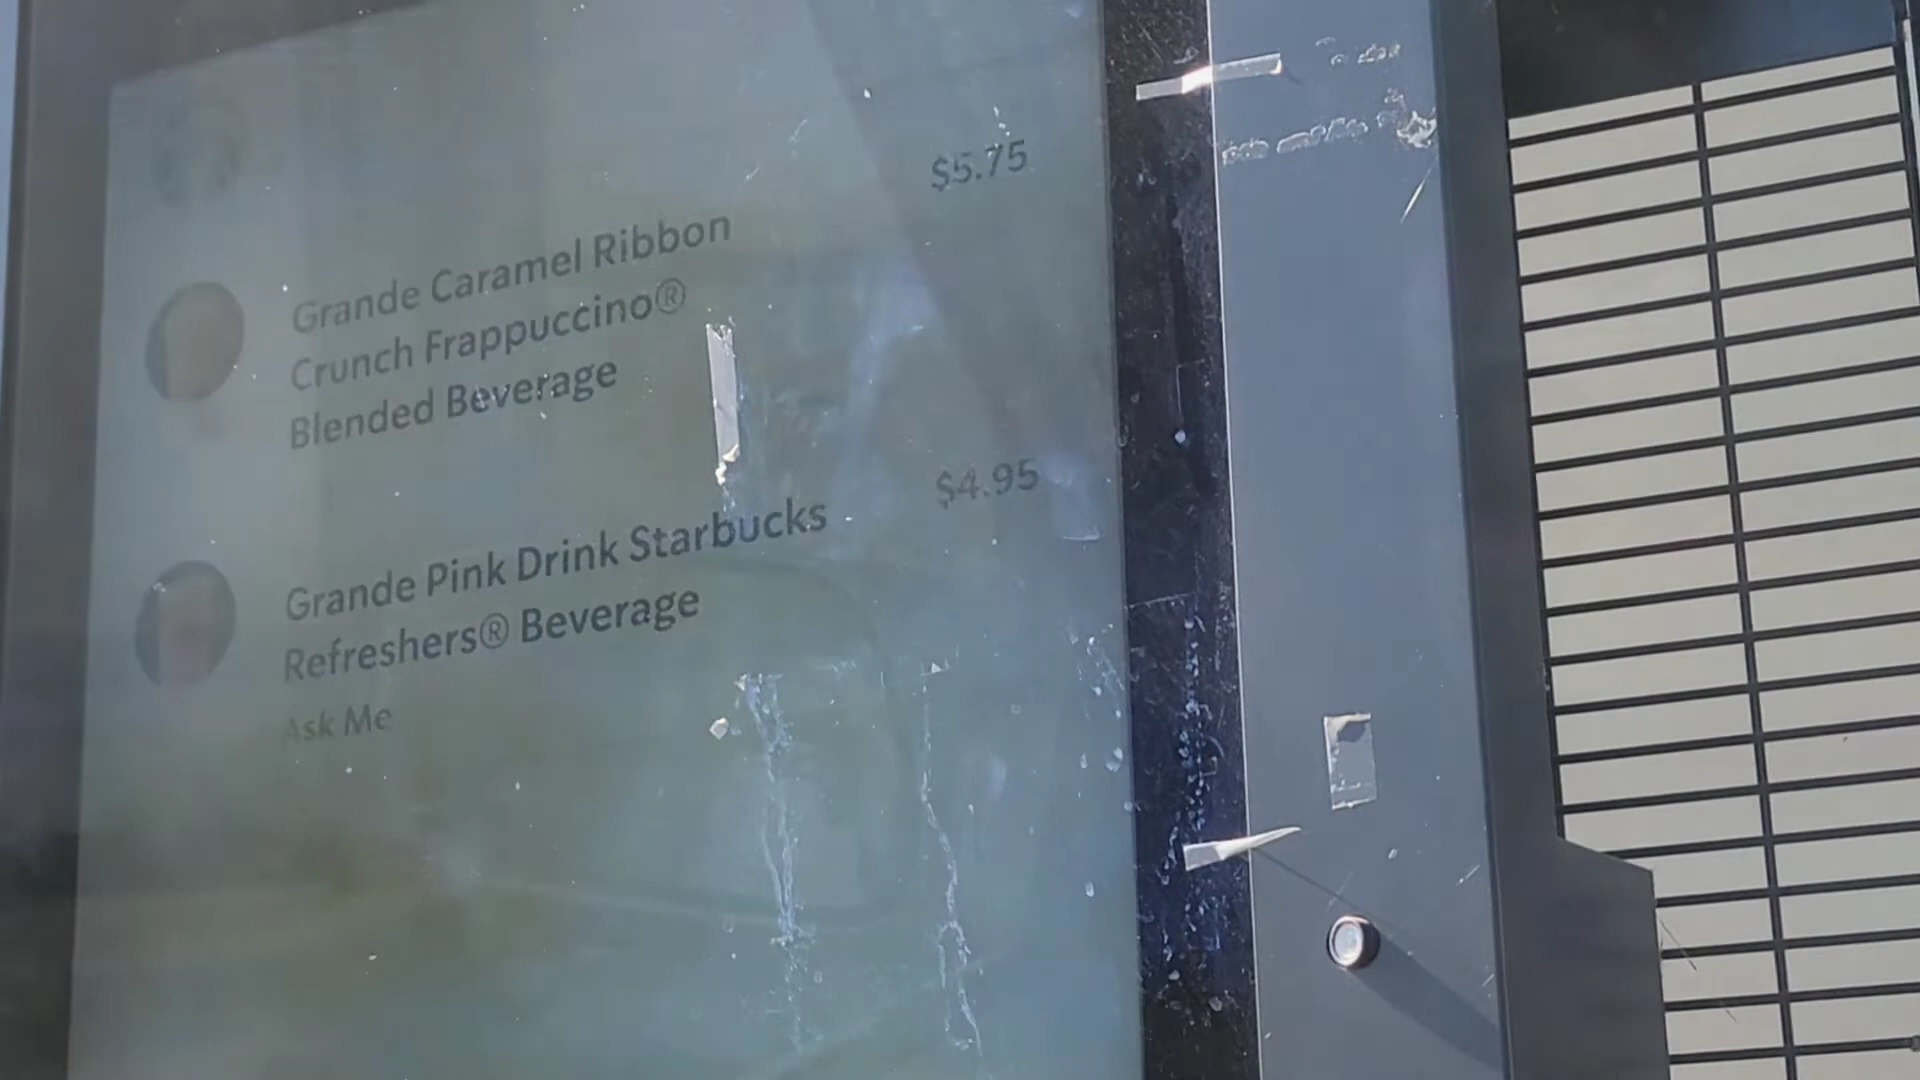 $5.75
Grande Caramel Ribbon
Crunch Frappuccino®
Blended Beverage
$4.95
Grande Pink Drink Starbucks
Refreshers® Beverage
Ask Me